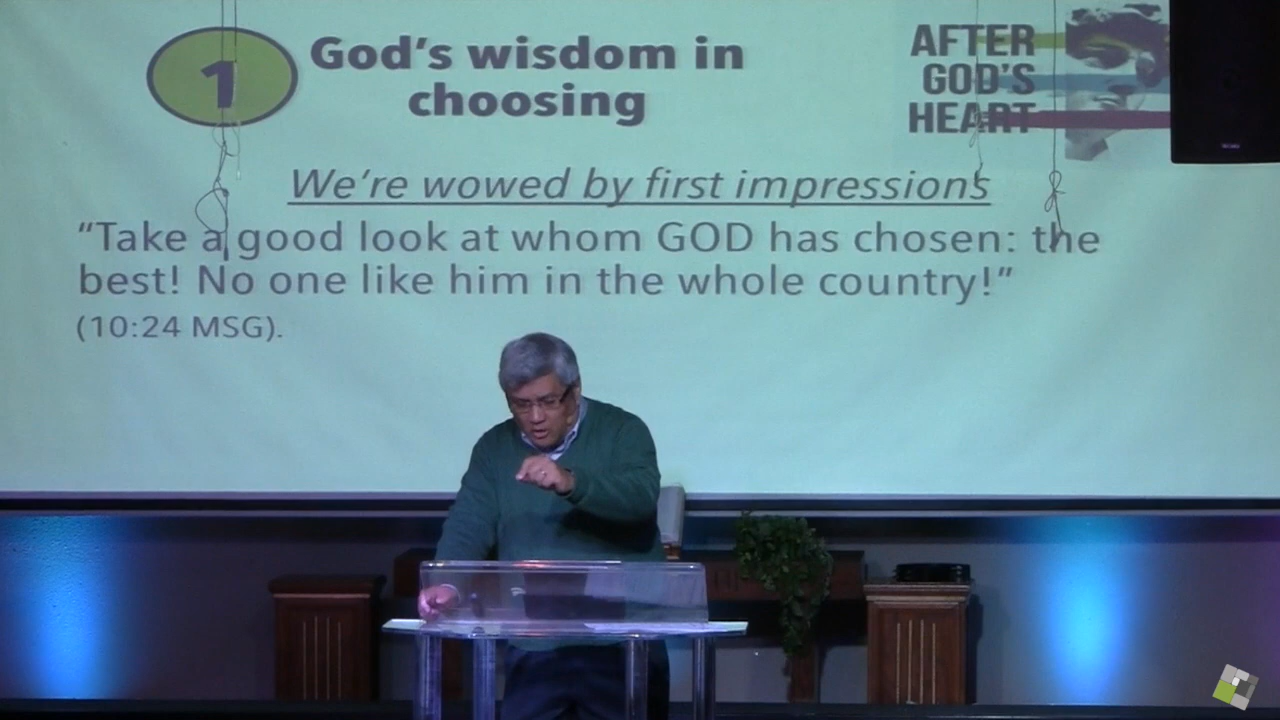 1
God's wisdom in
choosing
AFTER
GOD'S
HEART
We're wowed by first impressions
“Take a good look at whom GOD has chosen: the
best! No one like him in the whole country!”
(10:24 MSG).